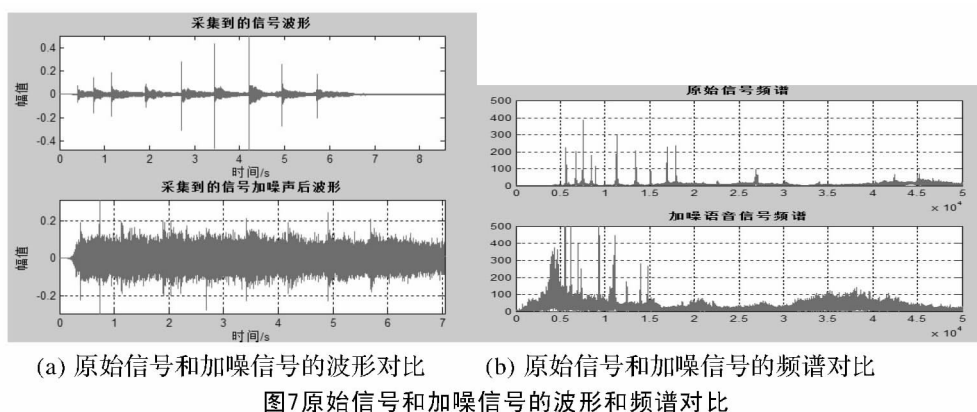 采集到的信号波形
0.4
0.2
0
-0.2
-0.4
幅值
0 1 2 3 4 5 6 7 8
时间/s
采集到的信号加噪声后波形
0.2
0
-0.2
幅值
0 1 2 3 4 5 6 7
时间/s
原始信号频谱
500
400
300
200
100
0
0 0.5 1 1.5 2 2.5 3 3.5 4 4.5 5
× 10⁴
加噪语音信号频谱
500
400
300
200
100
0
0 0.5 1 1.5 2 2.5 3 3.5 4 4.5 5
× 10⁴
(a) 原始信号和加噪信号的波形对比
(b) 原始信号和加噪信号的频谱对比
图7原始信号和加噪信号的波形和频谱对比